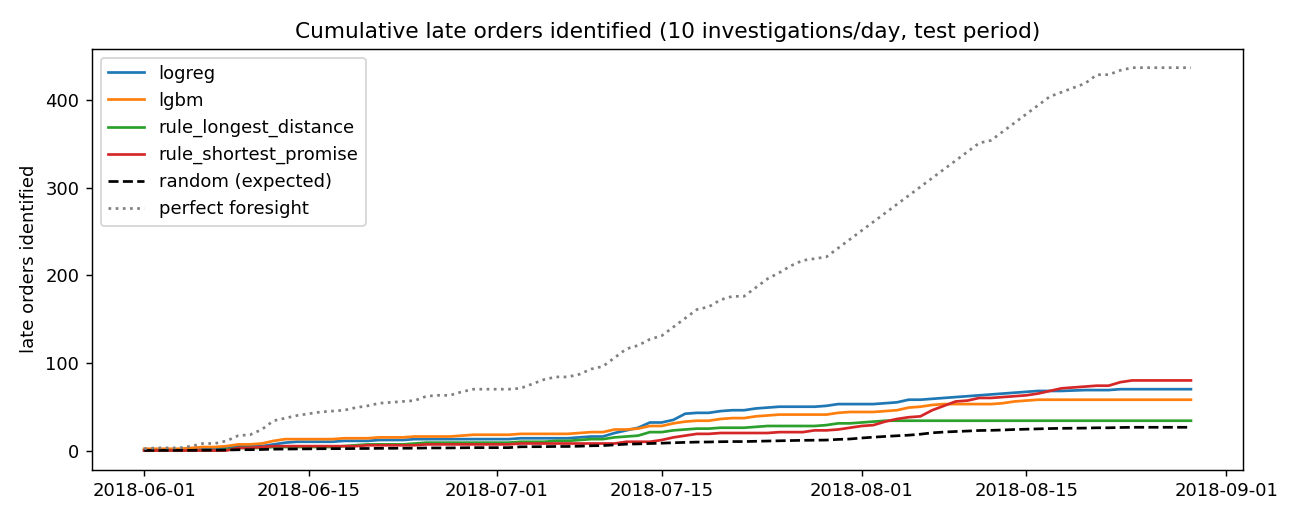 Cumulative late orders identified (10 investigations/day, test period)
logreg
lgbm
rule_longest_distance
rule_shortest_promise
random (expected)
perfect foresight
late orders identified
400
300
200
100
0
2018-06-01 2018-06-15 2018-07-01 2018-07-15 2018-08-01 2018-08-15 2018-09-01